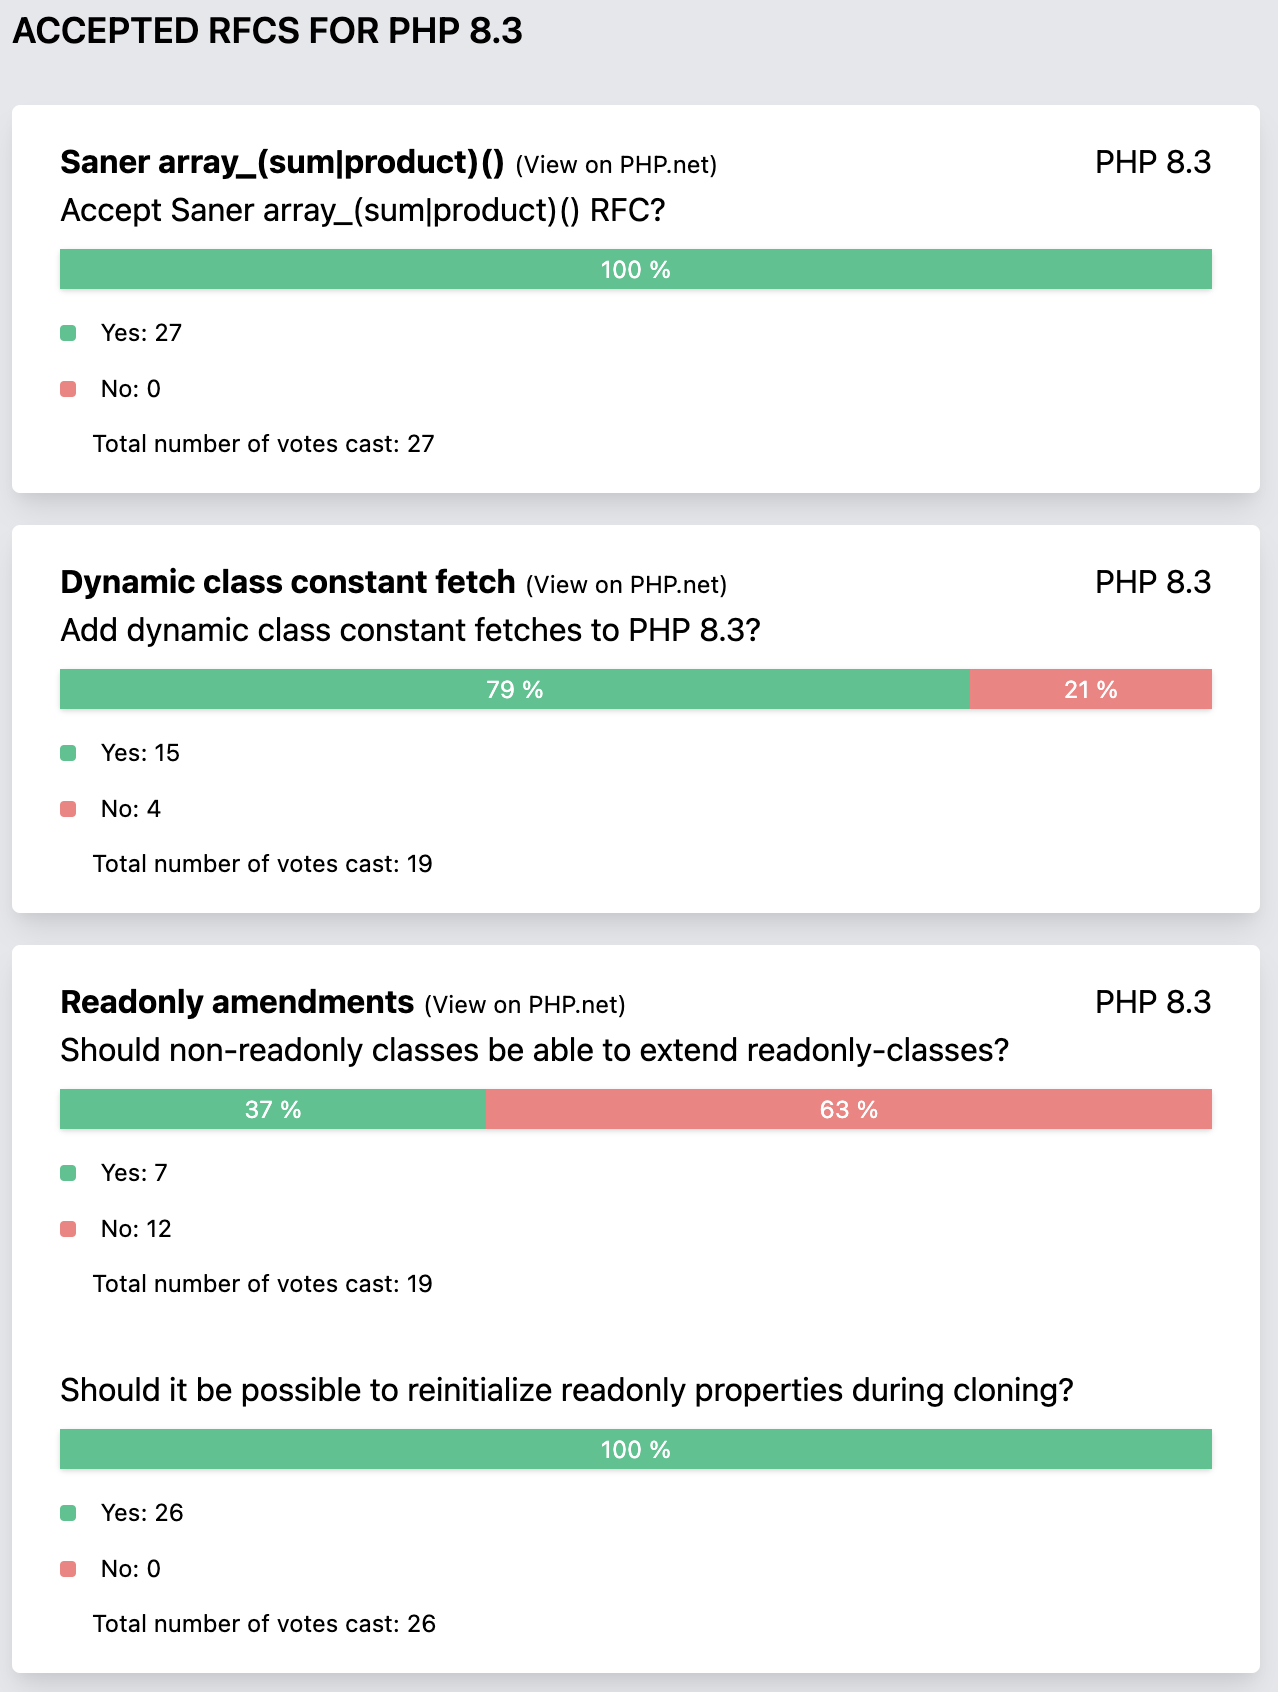 ACCEPTED RFCS FOR PHP 8.3
Saner array_(sum|product)() (View on PHP.net) PHP 8.3
Accept Saner array_(sum|product)() RFC?
100 %
Yes: 27
No: 0
Total number of votes cast: 27
Dynamic class constant fetch (View on PHP.net) PHP 8.3
Add dynamic class constant fetches to PHP 8.3?
79 % 21 %
Yes: 15
No: 4
Total number of votes cast: 19
Readonly amendments (View on PHP.net) PHP 8.3
Should non-readonly classes be able to extend readonly-classes?
37 % 63 %
Yes: 7
No: 12
Total number of votes cast: 19
Should it be possible to reinitialize readonly properties during cloning?
100 %
Yes: 26
No: 0
Total number of votes cast: 26